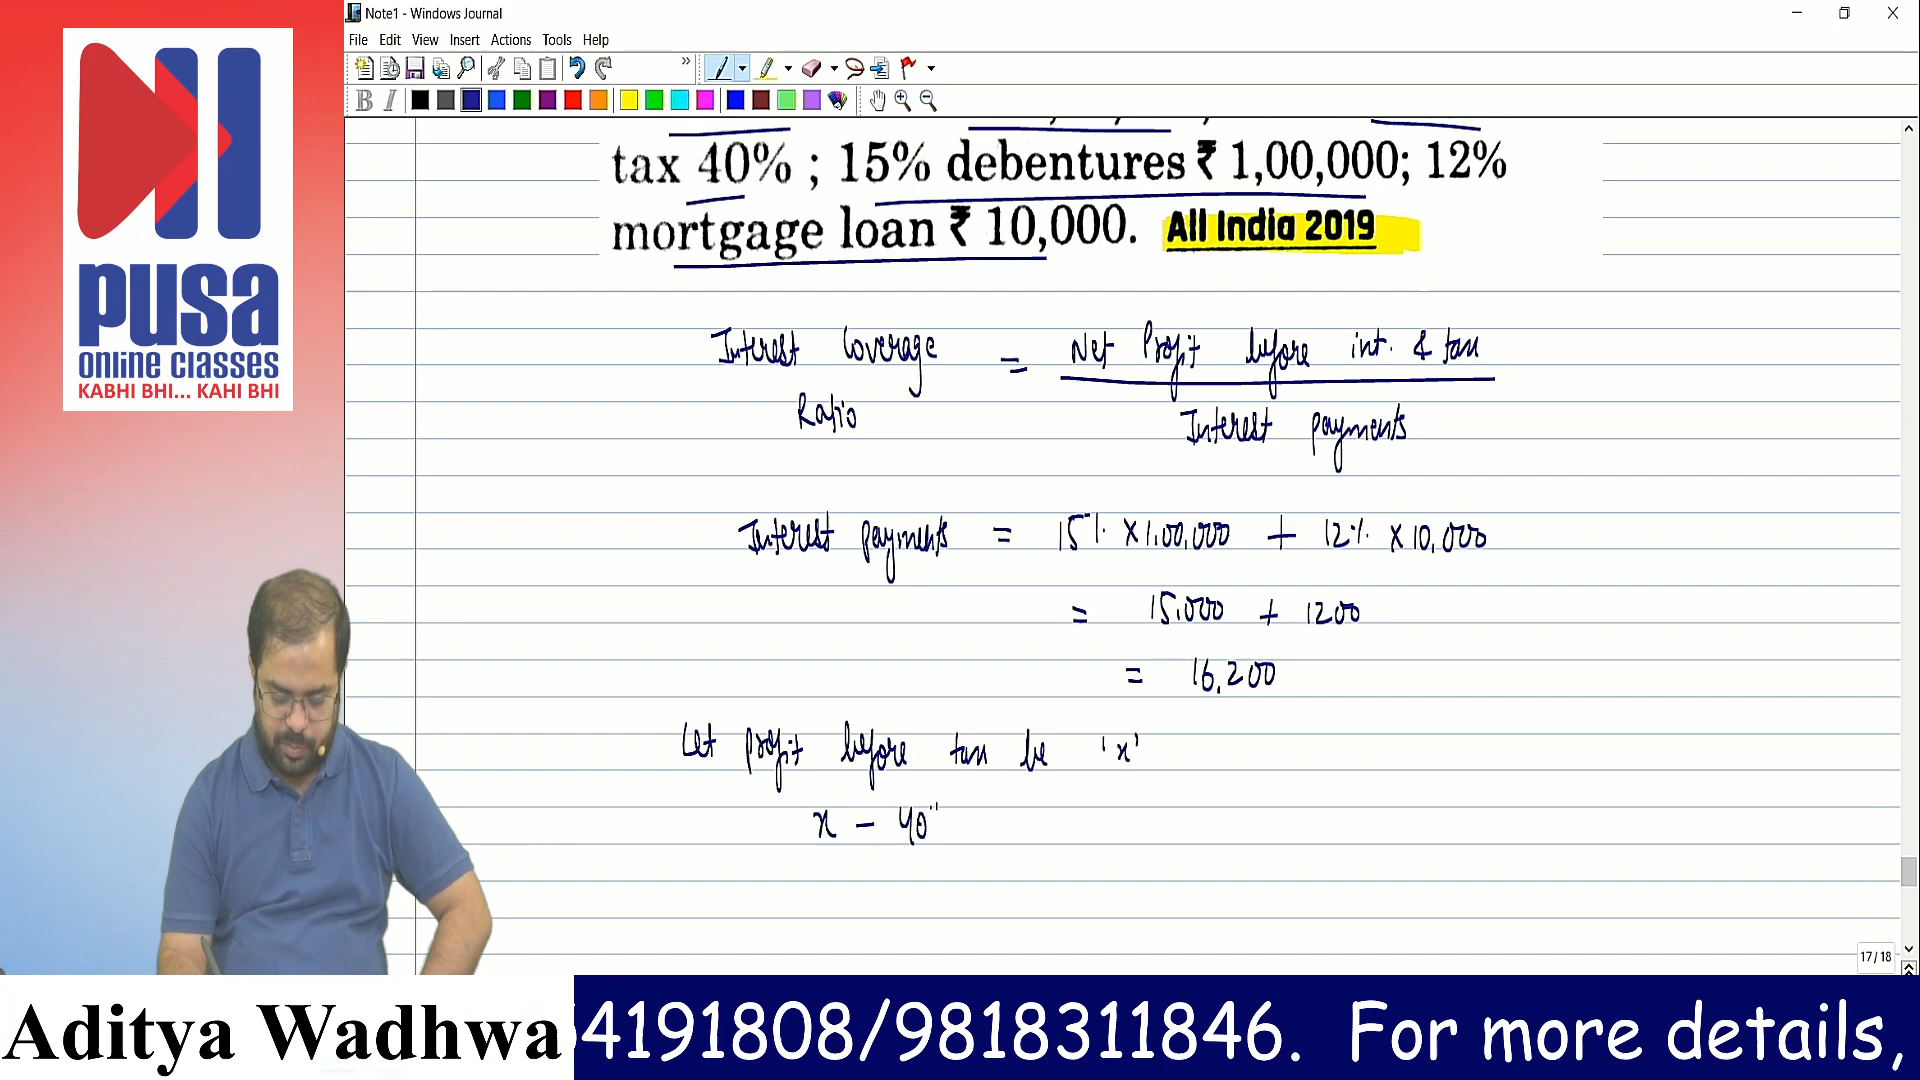 Note1 - Windows Journal
File Edit View Insert Actions Tools Help
B I
PUSA
online classes
KABHI BHI... KAHI BHI
tax 40% ; 15% debentures ₹ 1,00,000; 12%
mortgage loan ₹ 10,000. All India 2019
Interest Coverage Ratio = Net Profit before int. & tax
Interest payments
Interest payments = 15% × 1,00,000 + 12% × 10,000
= 15,000 + 1200
= 16,200
Let profit before tax be 'x'
x - 40
17 / 18
Aditya Wadhwa 4191808/9818311846. For more details,